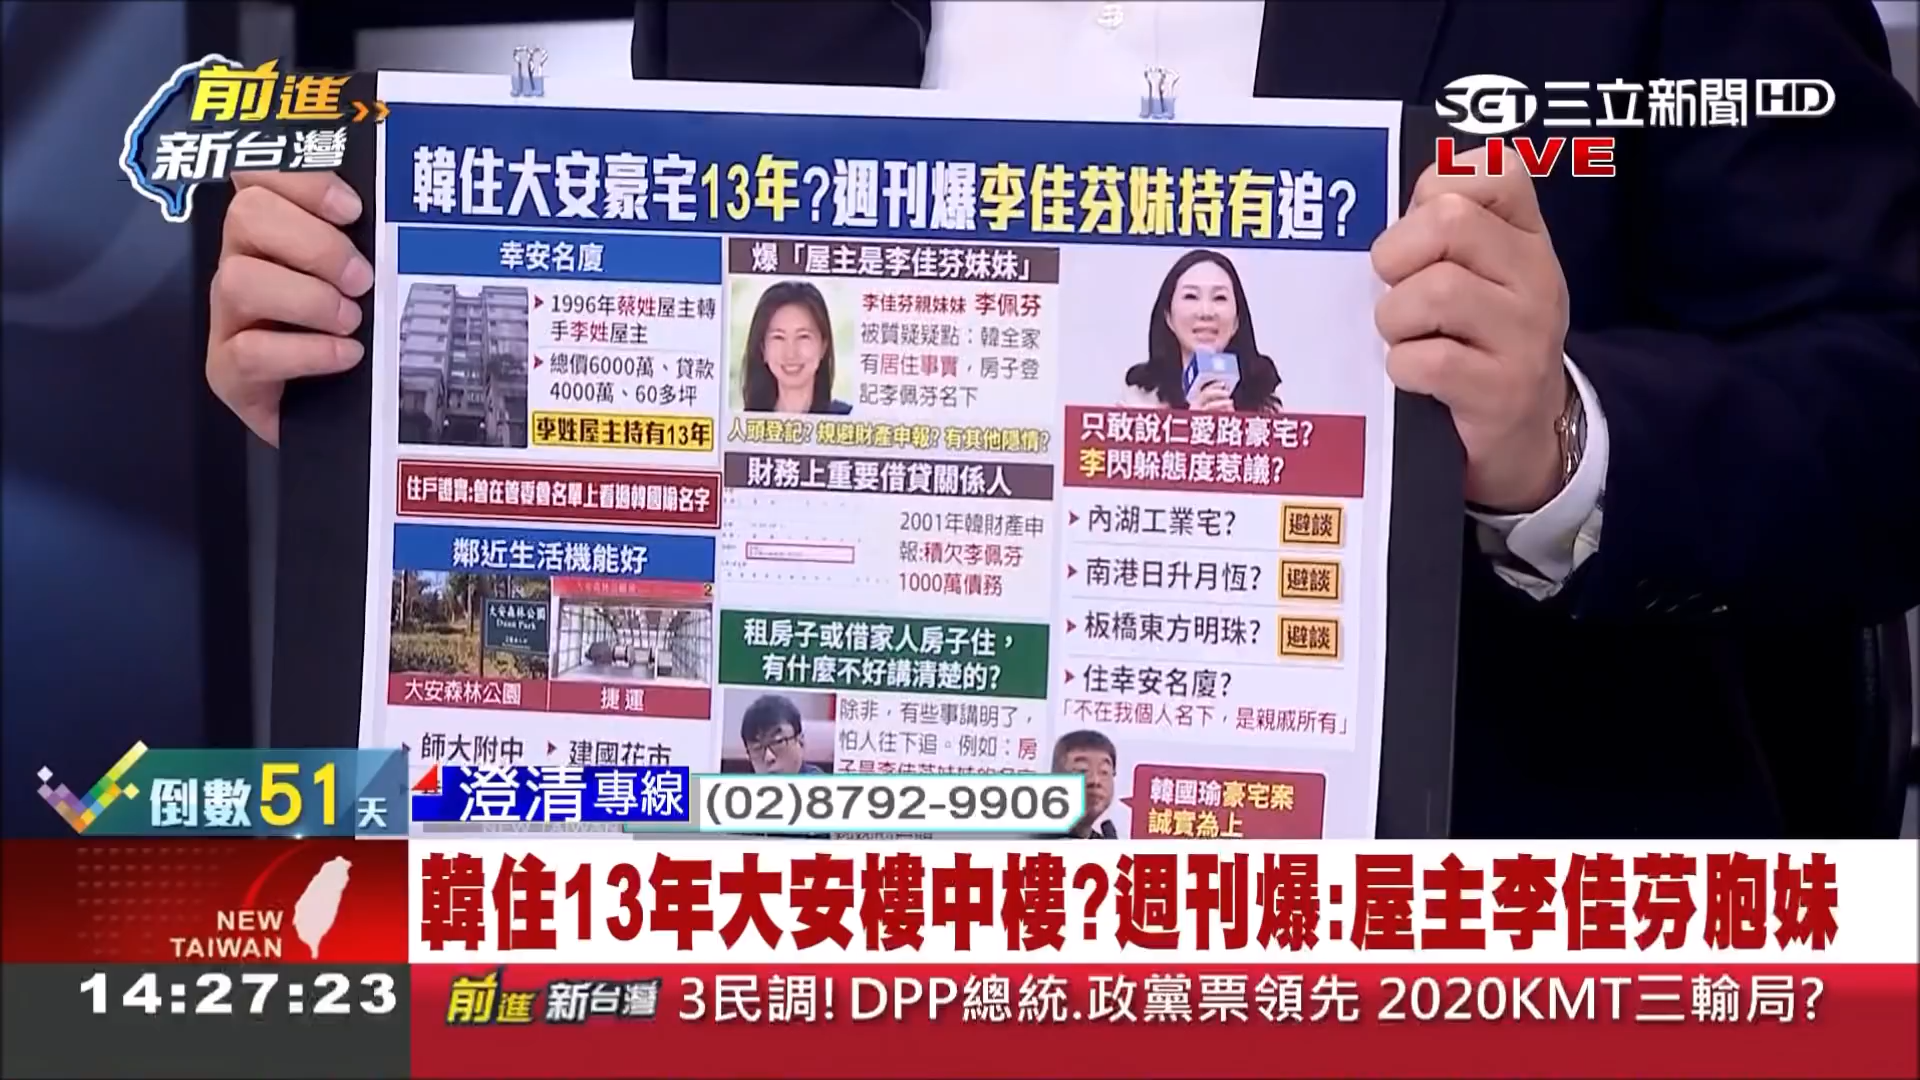 前進
新台灣
SET三立新聞HD
LIVE
韓住大安豪宅13年?週刊爆李佳芬妹持有追?
幸安名廈
1996年蔡姓屋主轉
手李姓屋主
總價6000萬、貸款
4000萬、60多坪
李姓屋主持有13年
住戶證實:曾在管委會名單上看過韓國瑜名字
鄰近生活機能好
大安森林公園
Daan Park
大安森林公園
捷運
2
師大附中
建國花市
爆「屋主是李佳芬妹妹」
李佳芬親妹妹 李佩芬
被質疑疑點：韓全家
有居住事實，房子登
記李佩芬名下
人頭登記?規避財產申報?有其他隱情?
財務上重要借貸關係人
2001年韓財產申
報:積欠李佩芬
1000萬債務
租房子或借家人房子住，
有什麼不好講清楚的?
除非，有些事講明了，
怕人往下追。例如：房
只敢說仁愛路豪宅?
李閃躲態度惹議?
內湖工業宅? 避談
南港日升月恆? 避談
板橋東方明珠? 避談
住幸安名廈?
「不在我個人名下，是親戚所有」
韓國瑜豪宅案
誠實為上
倒數51天
澄清專線 (02)8792-9906
NEW
TAIWAN
韓住13年大安樓中樓?週刊爆:屋主李佳芬胞妹
14:27:23
前進新台灣 3民調!DPP總統.政黨票領先 2020KMT三輸局?